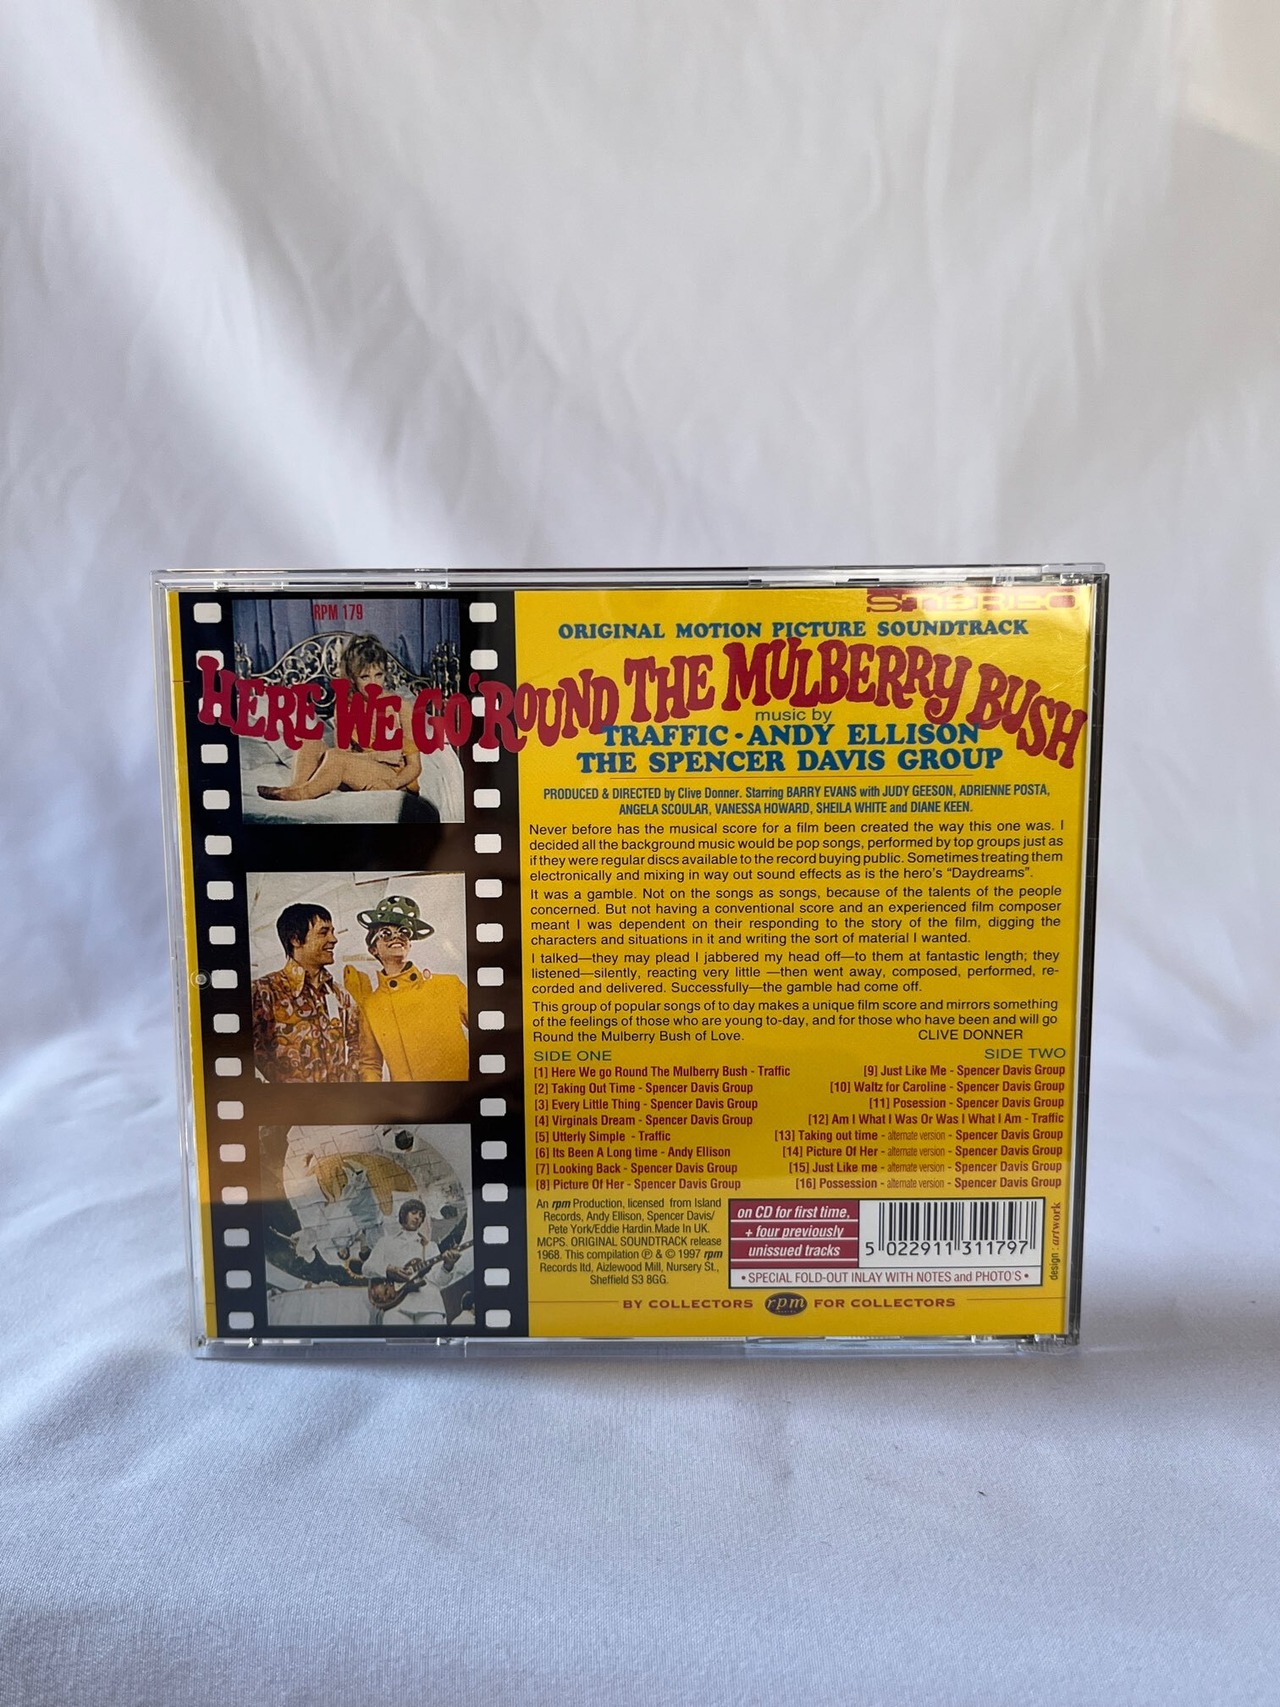 STEREO
RPM 179
ORIGINAL MOTION PICTURE SOUNDTRACK
HERE WE GO 'ROUND THE MULBERRY BUSH
music by
TRAFFIC · ANDY ELLISON
THE SPENCER DAVIS GROUP
PRODUCED & DIRECTED by Clive Donner. Starring BARRY EVANS with JUDY GEESON, ADRIENNE POSTA,
ANGELA SCOULAR, VANESSA HOWARD, SHEILA WHITE and DIANE KEEN.
Never before has the musical score for a film been created the way this one was. I
decided all the background music would be pop songs, performed by top groups just as
if they were regular discs available to the record buying public. Sometimes treating them
electronically and mixing in way out sound effects as is the hero's "Daydreams".
It was a gamble. Not on the songs as songs, because of the talents of the people
concerned. But not having a conventional score and an experienced film composer
meant I was dependent on their responding to the story of the film, digging the
characters and situations in it and writing the sort of material I wanted.
I talked—they may plead I jabbered my head off—to them at fantastic length; they
listened—silently, reacting very little —then went away, composed, performed, re-
corded and delivered. Successfully—the gamble had come off.
This group of popular songs of to day makes a unique film score and mirrors something
of the feelings of those who are young to-day, and for those who have been and will go
Round the Mulberry Bush of Love. CLIVE DONNER
SIDE ONE
[1] Here We go Round The Mulberry Bush - Traffic
[2] Taking Out Time - Spencer Davis Group
[3] Every Little Thing - Spencer Davis Group
[4] Virginals Dream - Spencer Davis Group
[5] Utterly Simple - Traffic
[6] Its Been A Long time - Andy Ellison
[7] Looking Back - Spencer Davis Group
[8] Picture Of Her - Spencer Davis Group
SIDE TWO
[9] Just Like Me - Spencer Davis Group
[10] Waltz for Caroline - Spencer Davis Group
[11] Posession - Spencer Davis Group
[12] Am I What I Was Or Was I What I Am - Traffic
[13] Taking out time - alternate version - Spencer Davis Group
[14] Picture Of Her - alternate version - Spencer Davis Group
[15] Just Like me - alternate version - Spencer Davis Group
[16] Possession - alternate version - Spencer Davis Group
An rpm Production, licensed from Island
Records, Andy Ellison, Spencer Davis/
Pete York/Eddie Hardin. Made in UK.
MCPS. ORIGINAL SOUNDTRACK release
1968. This compilation ℗ & © 1997 rpm
Records ltd, Aizlewood Mill, Nursery St.,
Sheffield S3 8GG.
on CD for first time,
+ four previously
unissued tracks
5 022911 311797
• SPECIAL FOLD-OUT INLAY WITH NOTES and PHOTO'S •
design : artwork
BY COLLECTORS rpm FOR COLLECTORS